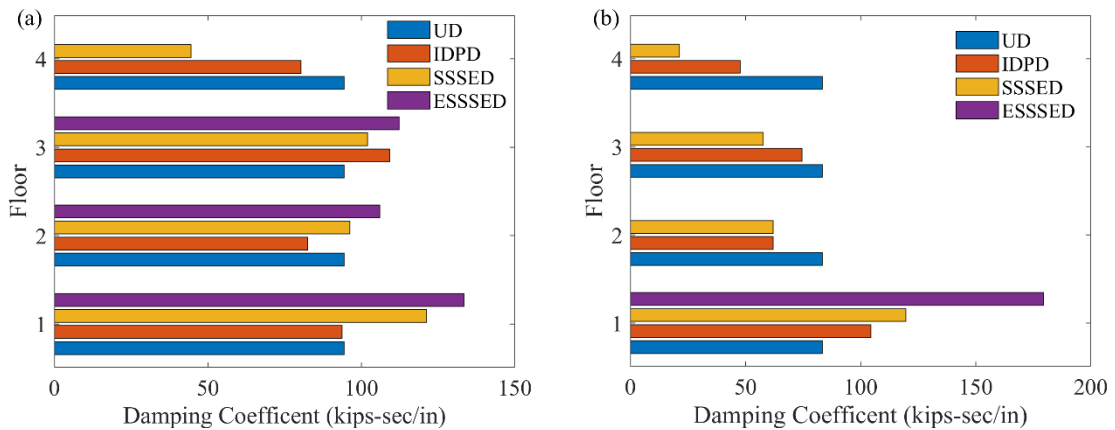 (a)
UD
IDPD
SSSED
ESSSED
4
3
2
1
Floor
0 50 100 150
Damping Coefficent (kips-sec/in)
(b)
UD
IDPD
SSSED
ESSSED
4
3
2
1
Floor
0 50 100 150 200
Damping Coefficent (kips-sec/in)